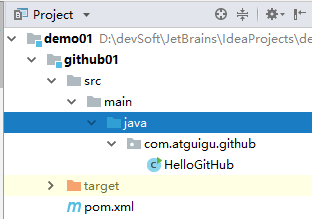 Project
demo01 D:\devSoft\JetBrains\IdeaProjects\de
github01
src
main
java
com.atguigu.github
HelloGitHub
target
pom.xml